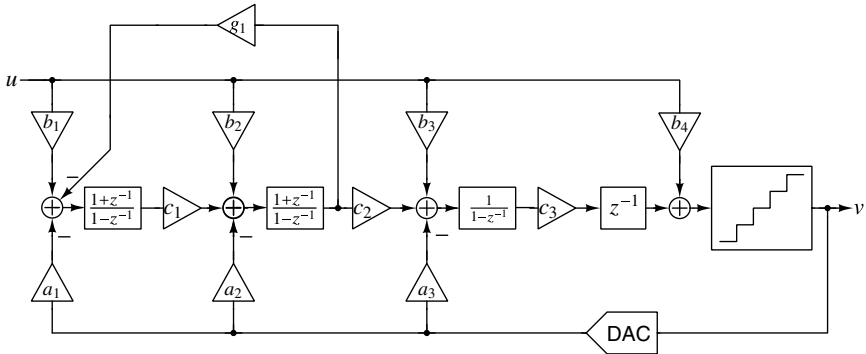 g₁
u
b₁ b₂ b₃ b₄
− 
1+z⁻¹ / 1−z⁻¹ c₁ 1+z⁻¹ / 1−z⁻¹ c₂ 1 / 1−z⁻¹ c₃ z⁻¹ v
− − −
a₁ a₂ a₃
DAC